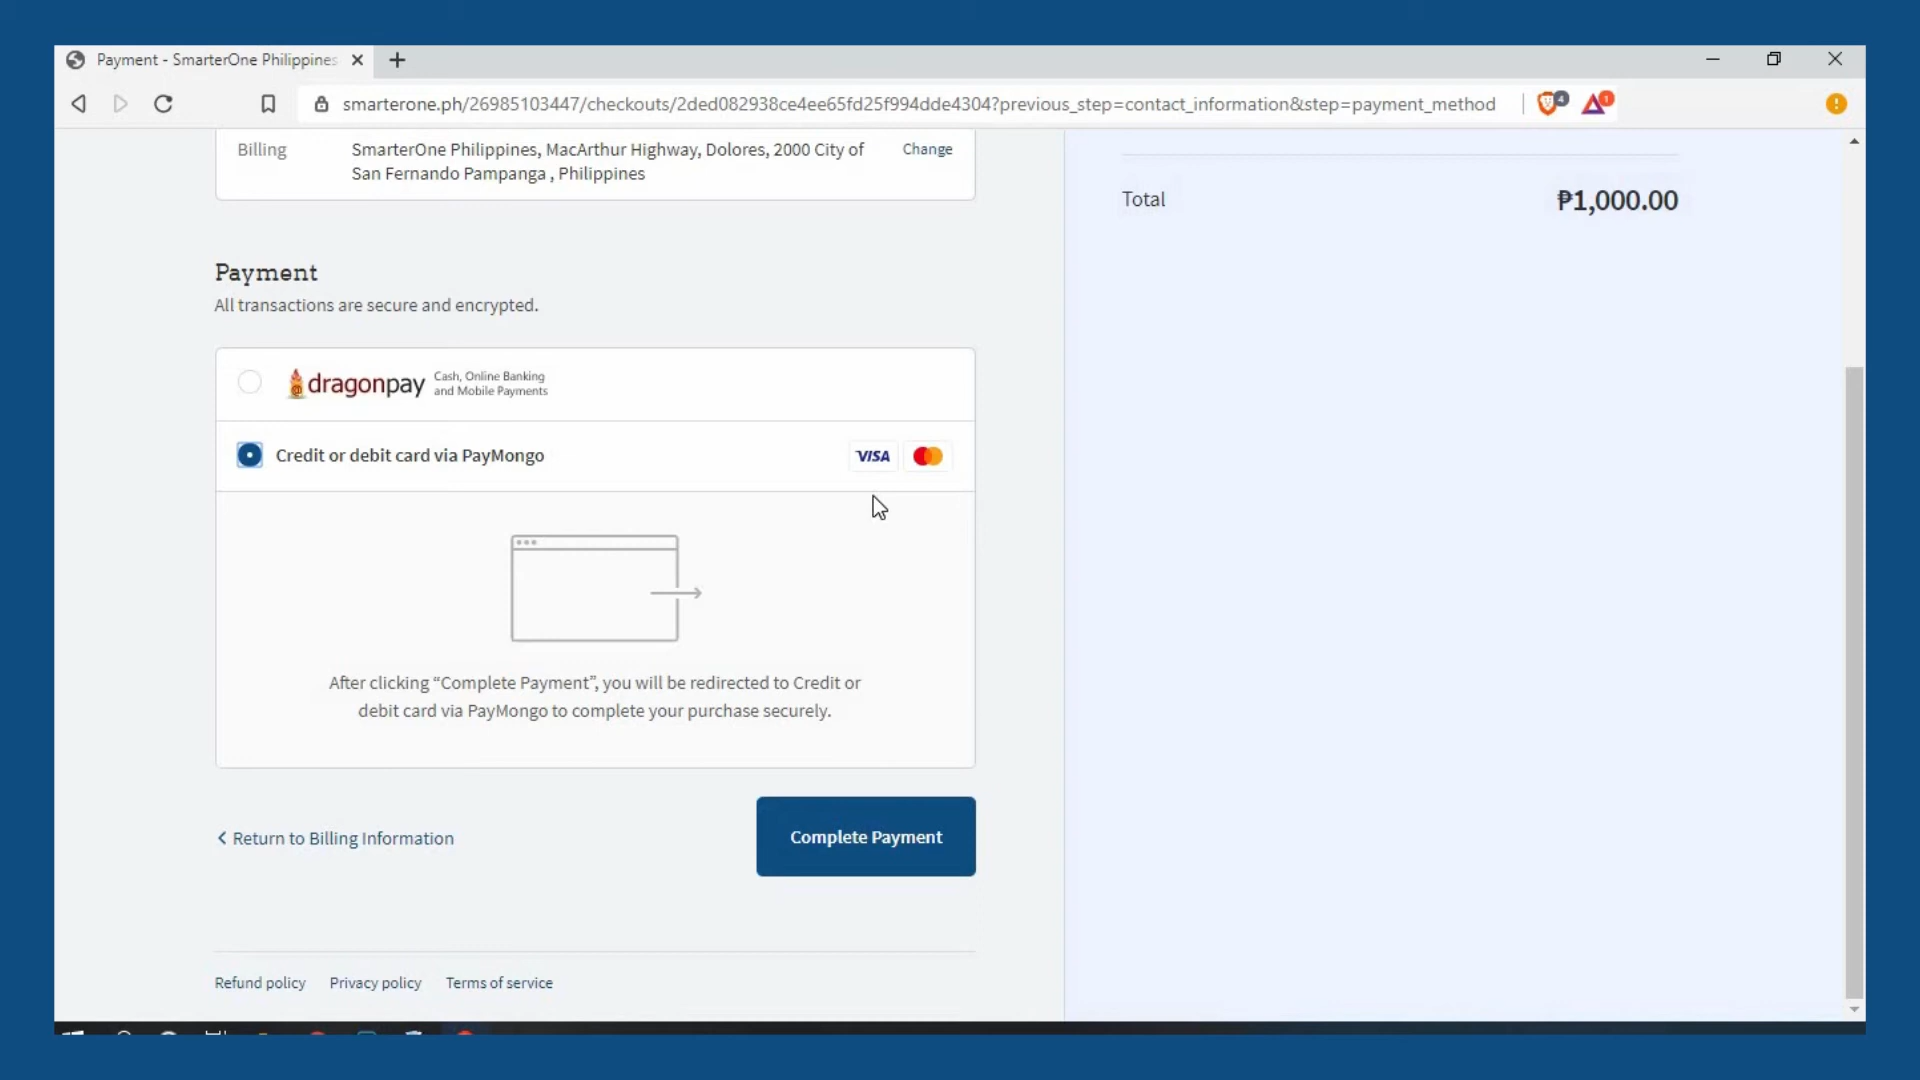 Payment - SmarterOne Philippines
smarterone.ph/26985103447/checkouts/2ded082938ce4ee65fd25f994dde4304?previous_step=contact_information&step=payment_method
4
1
Billing
SmarterOne Philippines, MacArthur Highway, Dolores, 2000 City of
San Fernando Pampanga , Philippines
Change
Total
₱1,000.00
Payment
All transactions are secure and encrypted.
dragonpay
Cash, Online Banking
and Mobile Payments
Credit or debit card via PayMongo
VISA
After clicking “Complete Payment”, you will be redirected to Credit or
debit card via PayMongo to complete your purchase securely.
Return to Billing Information
Complete Payment
Refund policy
Privacy policy
Terms of service